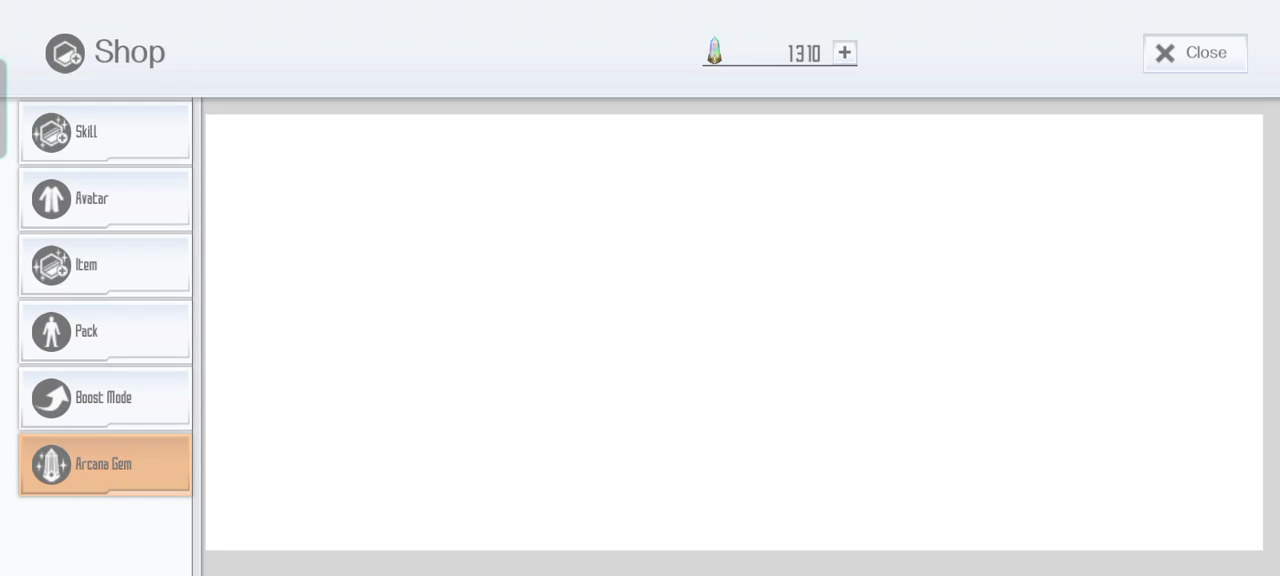 Shop
1310
Close
Skill
Avatar
Item
Pack
Boost Mode
Arcana Gem